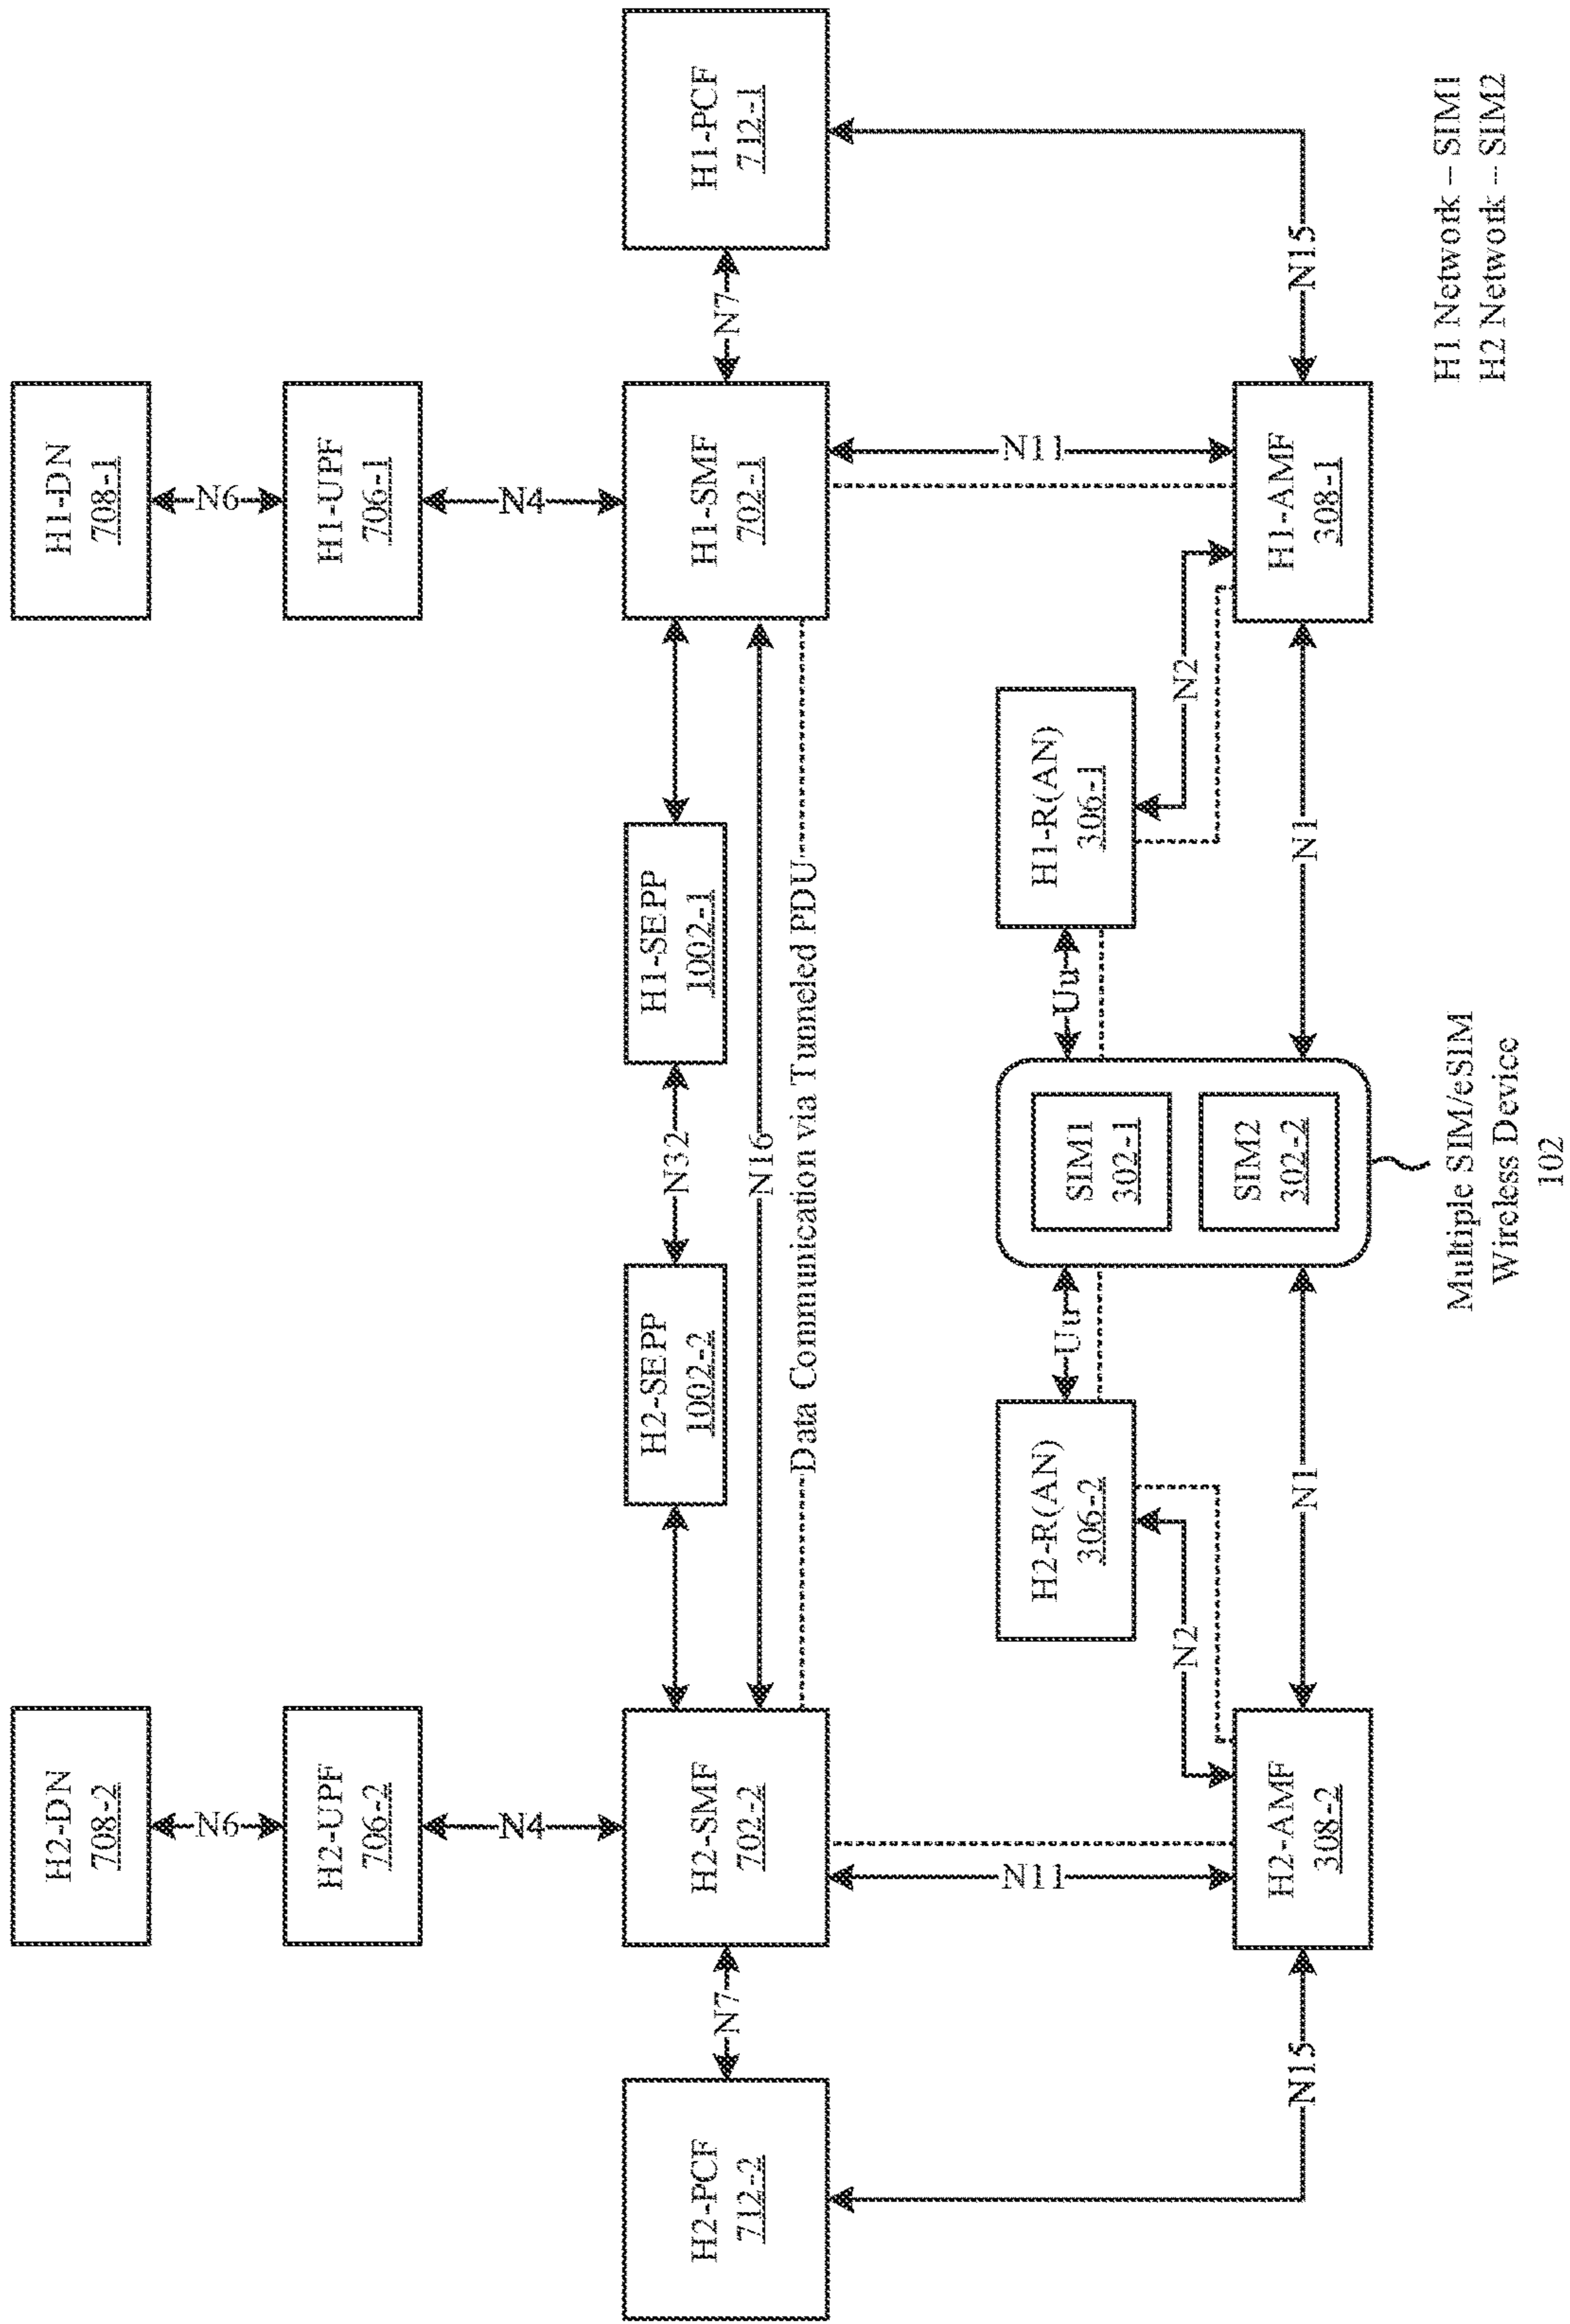 H2-DN
708-2
H1-DN
708-1
N6
N6
H2-UPF
706-2
H1-UPF
706-1
N4
N4
H2-PCF
712-2
N7
H2-SMF
702-2
H2-SEPP
1002-2
N32
H1-SEPP
1002-1
H1-SMF
702-1
N7
H1-PCF
712-1
N16
Data Communication via Tunneled PDU
N11
N11
H2-R(AN)
306-2
Uu
SIM1
302-1
Uu
H1-R(AN)
306-1
N2
N2
SIM2
302-2
N15
H2-AMF
308-2
N1
N1
H1-AMF
308-1
N15
Multiple SIM/eSIM
Wireless Device
102
H1 Network – SIM1
H2 Network – SIM2